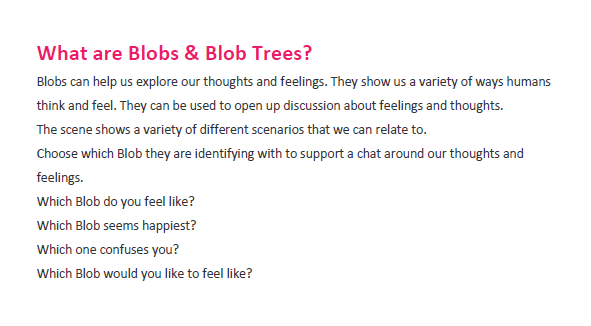 What are Blobs & Blob Trees?
Blobs can help us explore our thoughts and feelings. They show us a variety of ways humans
think and feel. They can be used to open up discussion about feelings and thoughts.
The scene shows a variety of different scenarios that we can relate to.
Choose which Blob they are identifying with to support a chat around our thoughts and
feelings.
Which Blob do you feel like?
Which Blob seems happiest?
Which one confuses you?
Which Blob would you like to feel like?